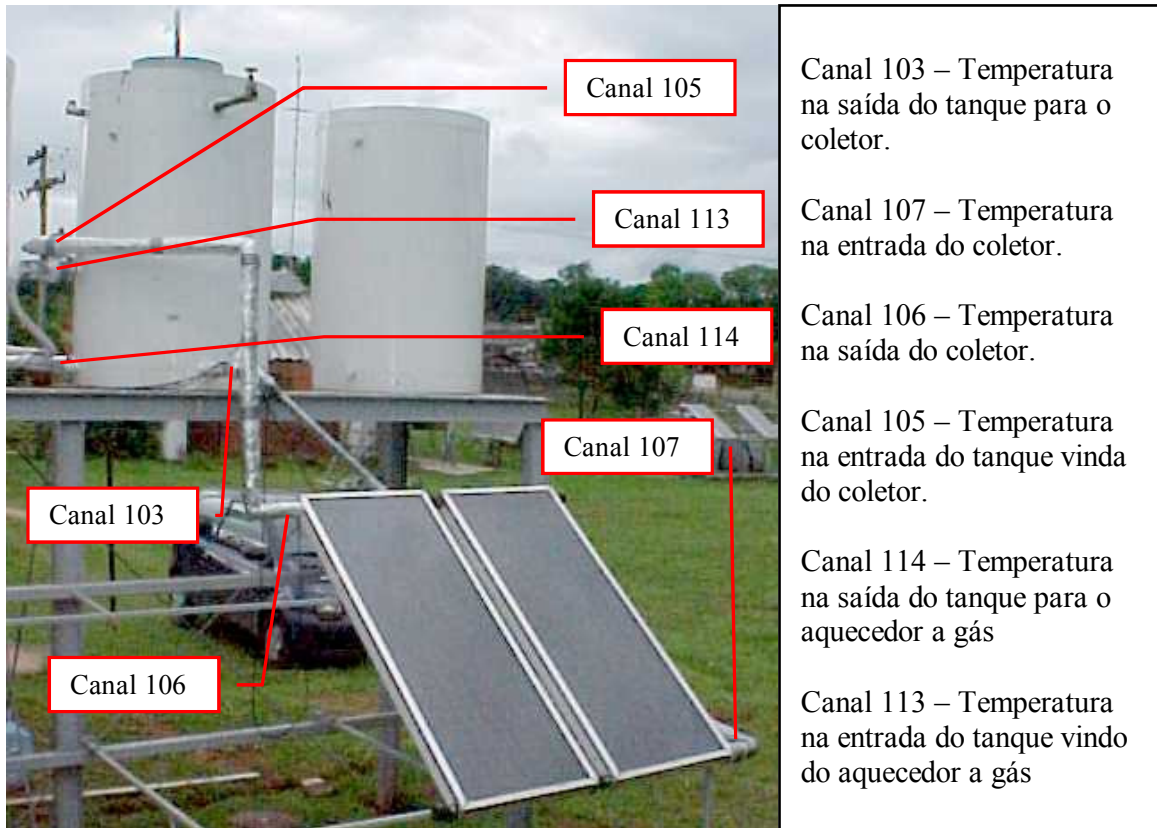 Canal 105
Canal 113
Canal 114
Canal 107
Canal 103
Canal 106
Canal 103 – Temperatura
na saída do tanque para o
coletor.
Canal 107 – Temperatura
na entrada do coletor.
Canal 106 – Temperatura
na saída do coletor.
Canal 105 – Temperatura
na entrada do tanque vinda
do coletor.
Canal 114 – Temperatura
na saída do tanque para o
aquecedor a gás
Canal 113 – Temperatura
na entrada do tanque vindo
do aquecedor a gás